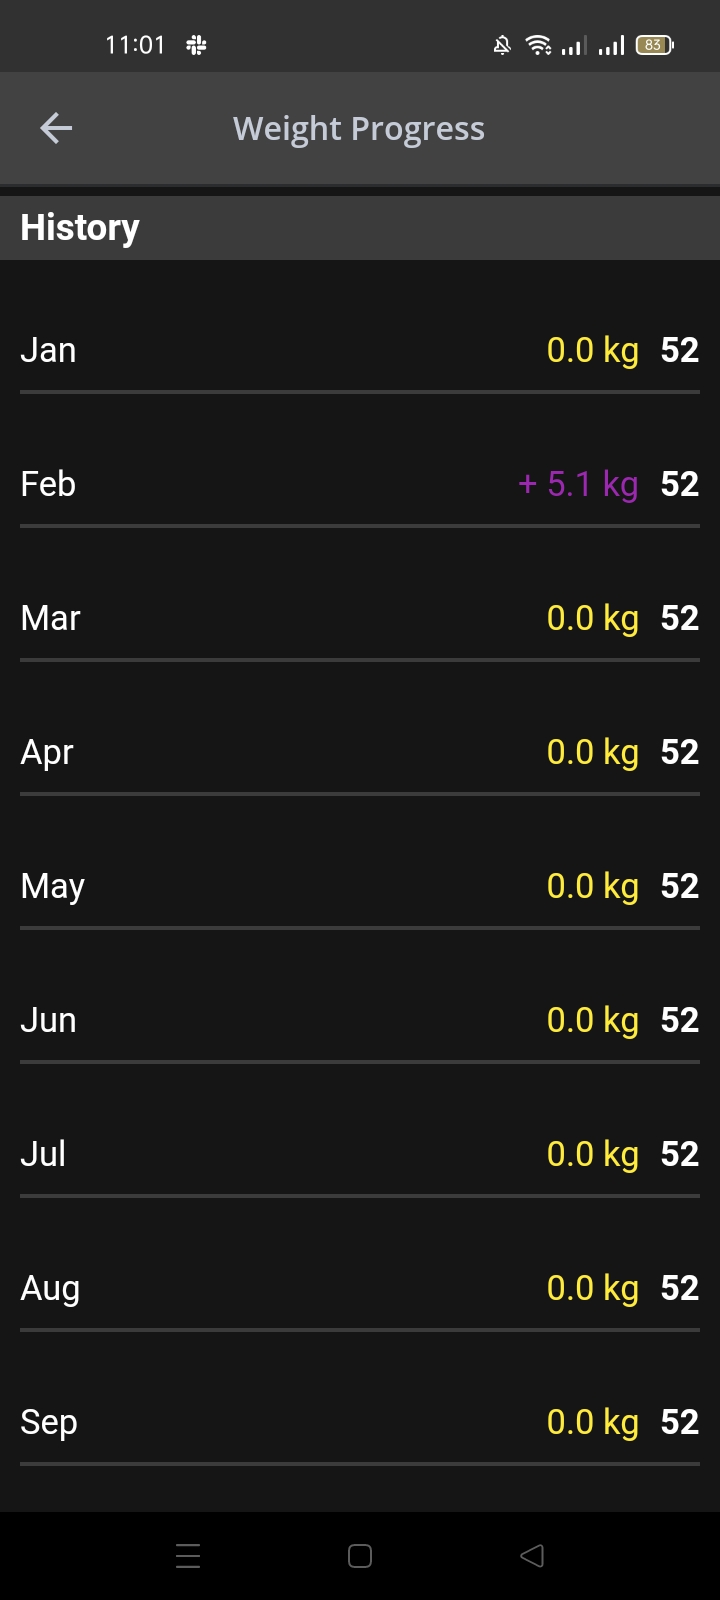 11:01 83
Weight Progress
History
Jan 0.0 kg 52
Feb + 5.1 kg 52
Mar 0.0 kg 52
Apr 0.0 kg 52
May 0.0 kg 52
Jun 0.0 kg 52
Jul 0.0 kg 52
Aug 0.0 kg 52
Sep 0.0 kg 52